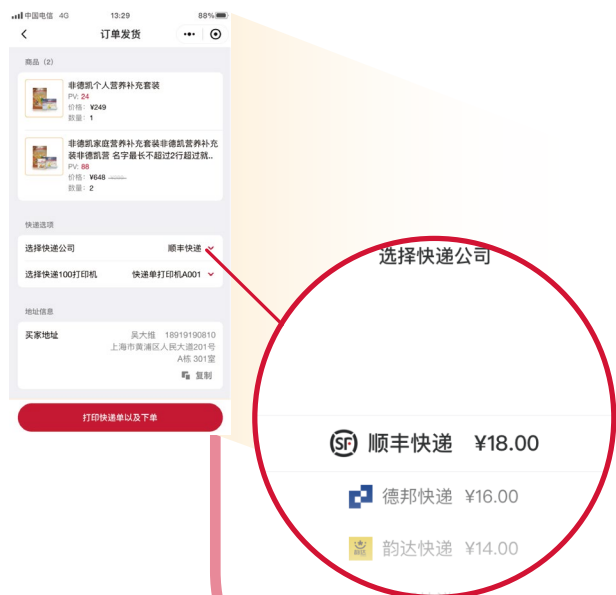 中国电信 4G 13:29 88%
订单发货
商品（2）
非德凯个人营养补充套装
PV: 24
价格: ¥249
数量: 1
非德凯家庭营养补充套装非德凯营养补充
装非德凯营 名字最长不超过2行超过就..
PV: 88
价格: ¥648
数量: 2
快递选项
选择快递公司 顺丰快递
选择快递100打印机 快递单打印机A001
地址信息
买家地址 吴大维 18919190810
上海市黄浦区人民大道201号
A栋 301室
复制
打印快递单以及下单
选择快递公司
SF 顺丰快递 ¥18.00
德邦快递 ¥16.00
韵达快递 ¥14.00